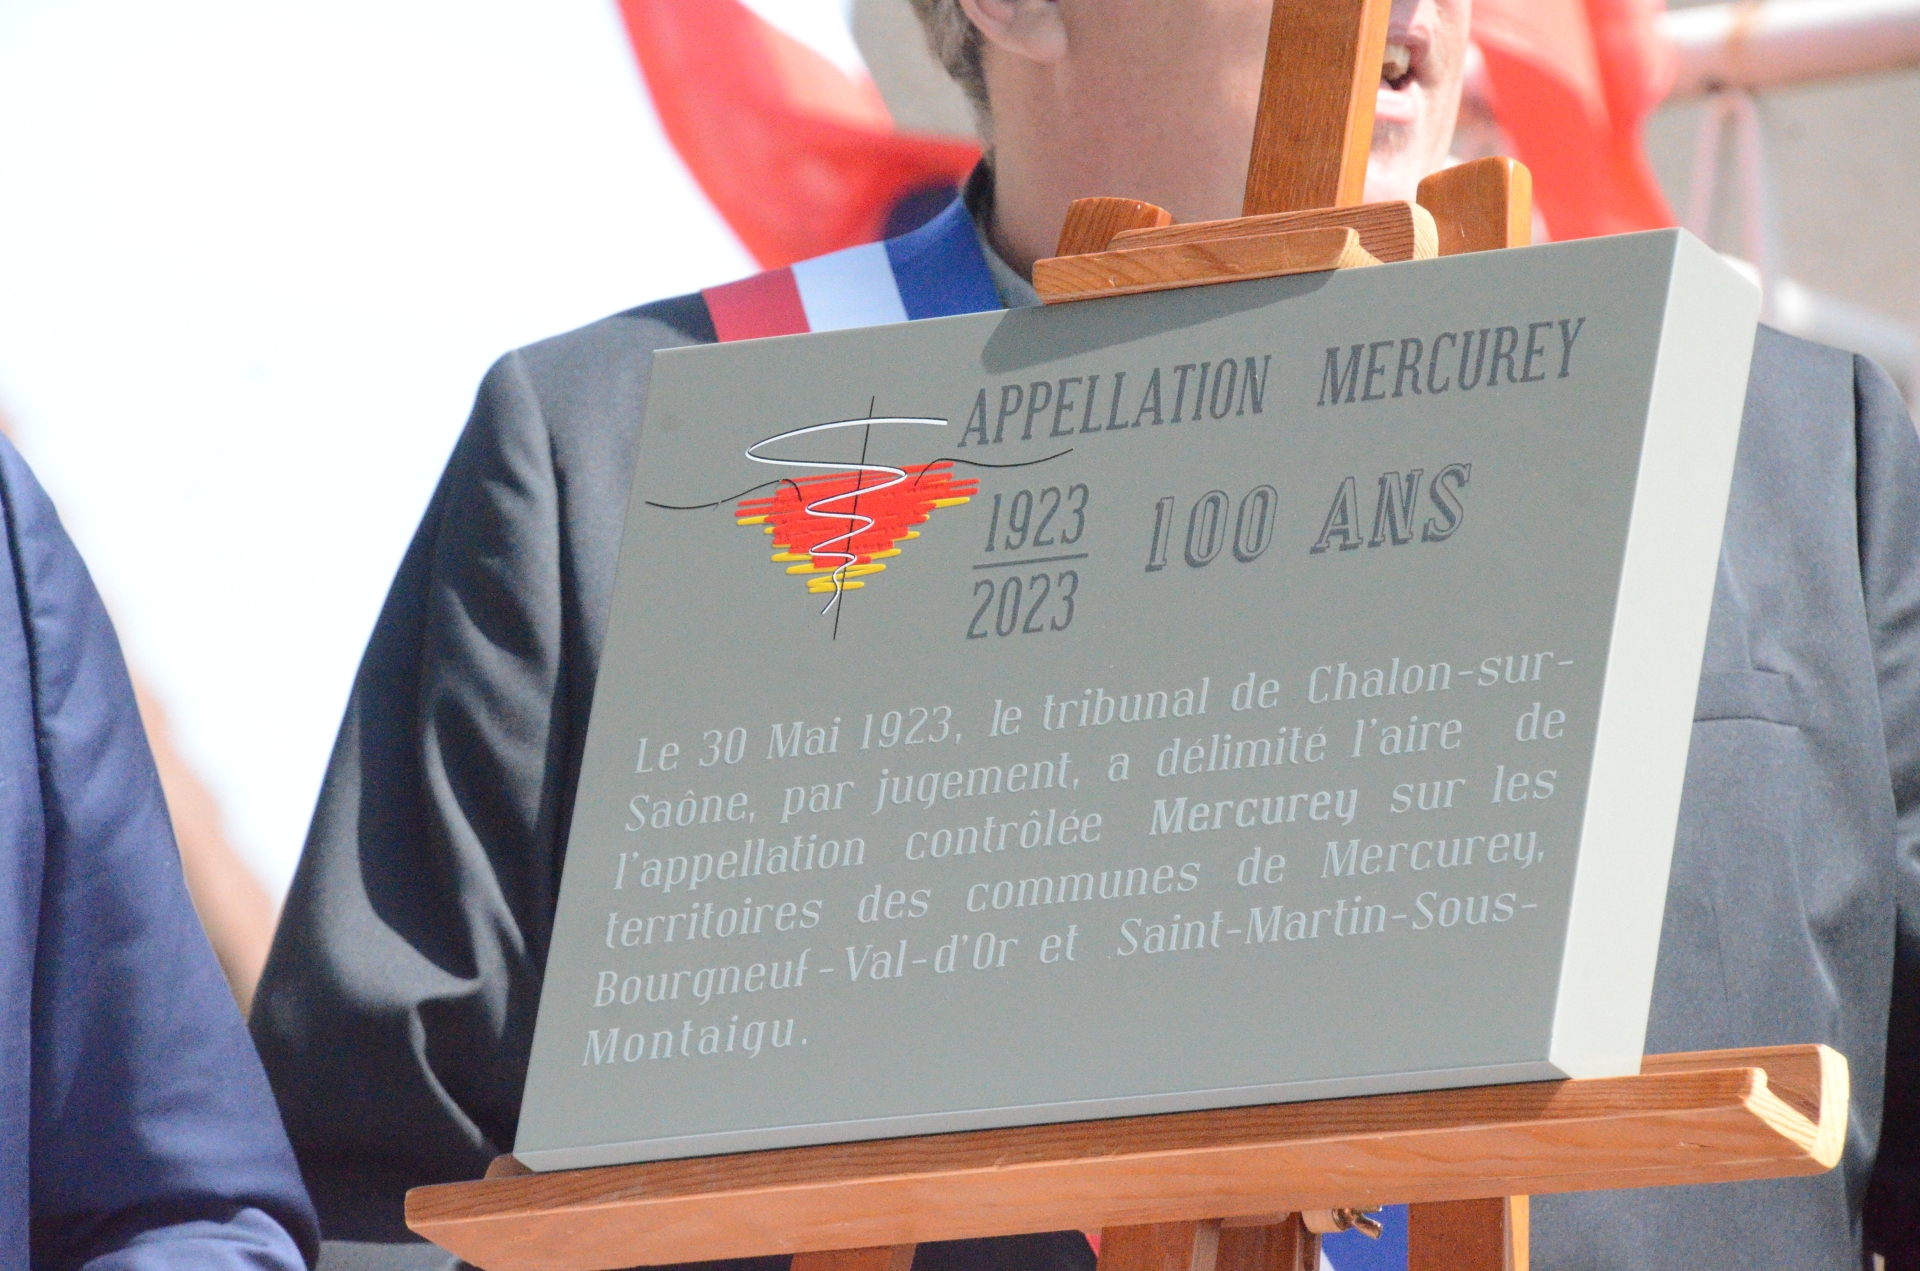 APPELLATION MERCUREY
1923
2023
100 ANS
Le 30 Mai 1923, le tribunal de Chalon-sur-
Saône, par jugement, a délimité l'aire de
l'appellation contrôlée Mercurey sur les
territoires des communes de Mercurey,
Bourgneuf-Val-d'Or et Saint-Martin-Sous-
Montaigu.